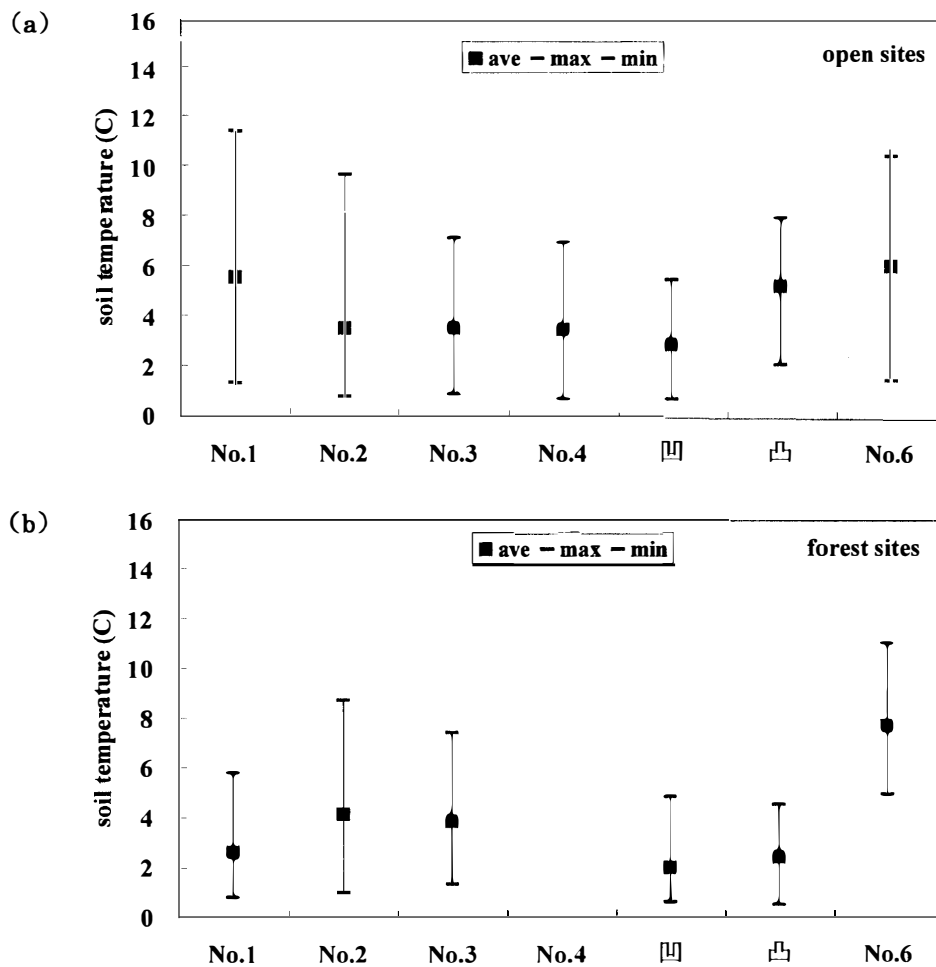 (a)
16
14
12
10
8
6
4
2
0
soil temperature (C)
■ ave – max – min
open sites
No.1 No.2 No.3 No.4 凹 凸 No.6
(b)
16
14
12
10
8
6
4
2
0
soil temperature (C)
■ ave – max – min
forest sites
No.1 No.2 No.3 No.4 凹 凸 No.6